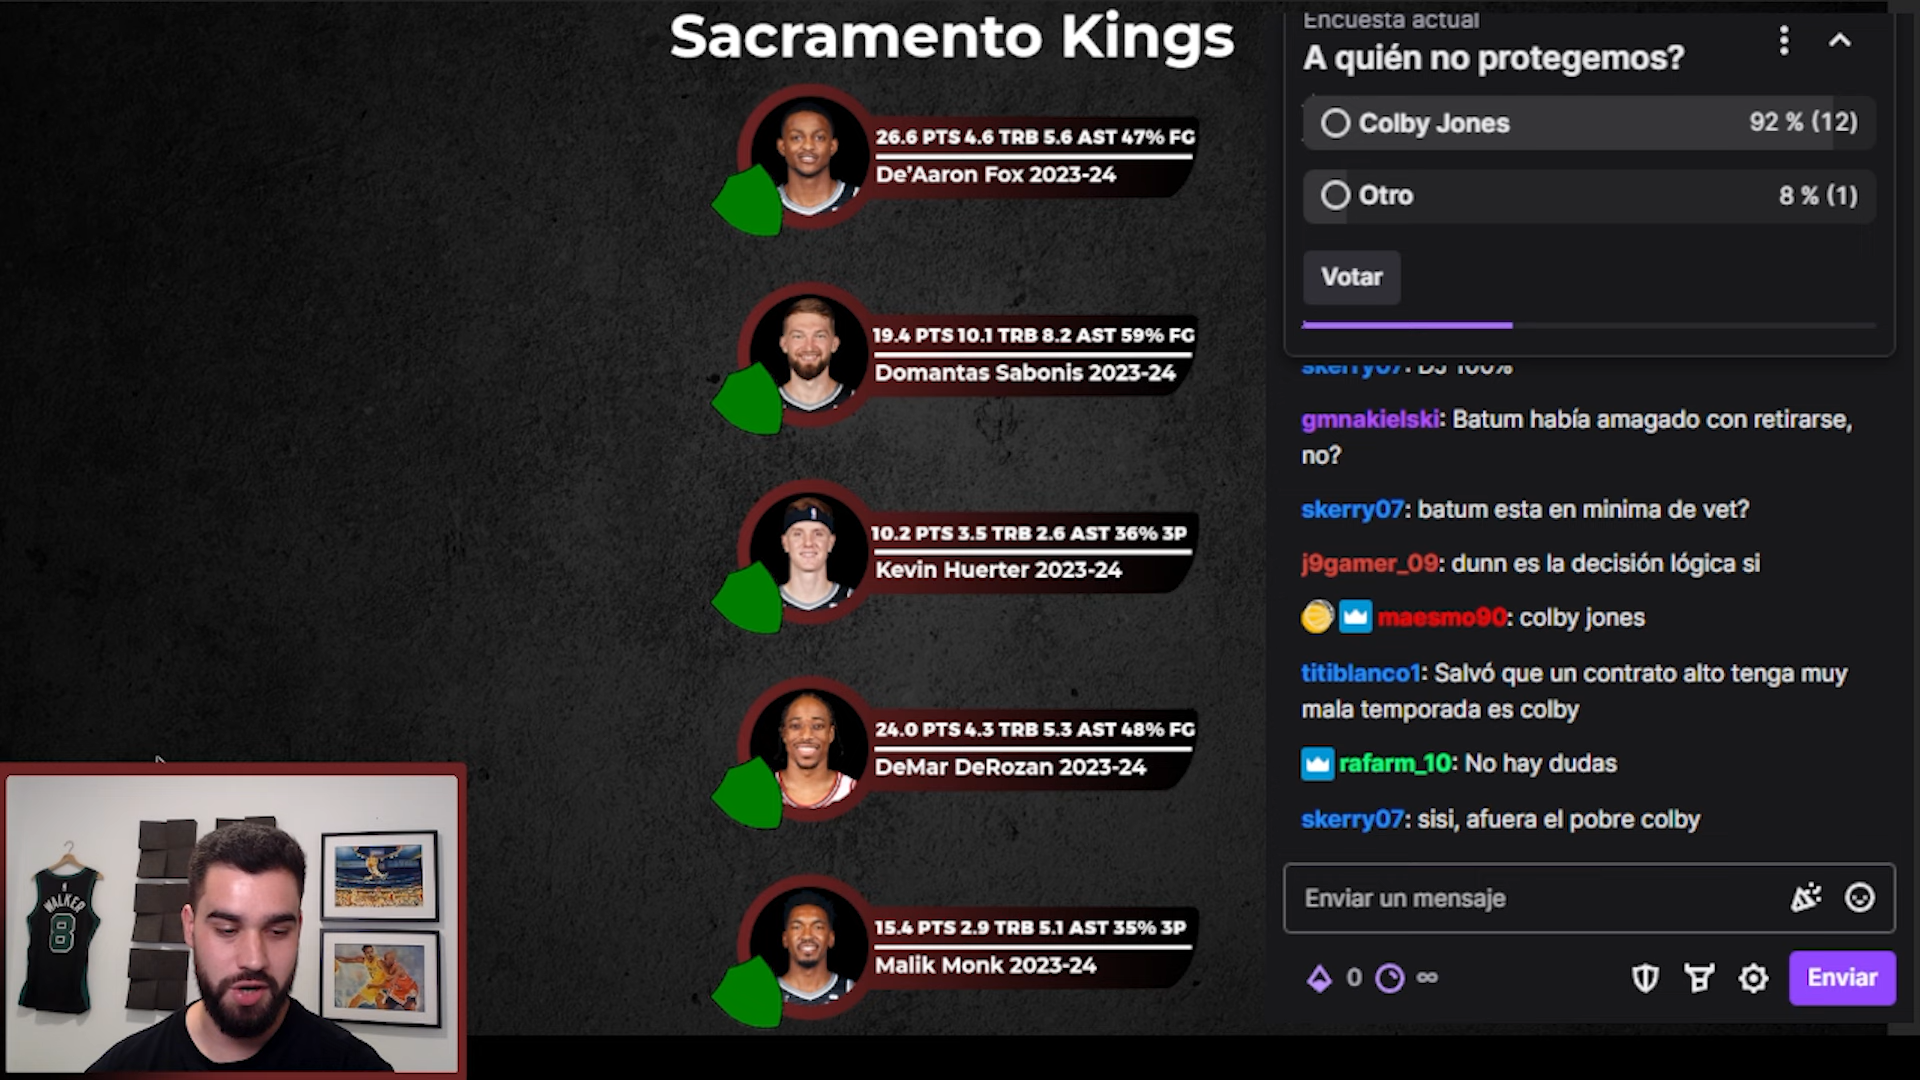 Sacramento Kings
26.6 PTS 4.6 TRB 5.6 AST 47% FG
De'Aaron Fox 2023-24
19.4 PTS 10.1 TRB 8.2 AST 59% FG
Domantas Sabonis 2023-24
10.2 PTS 3.5 TRB 2.6 AST 36% 3P
Kevin Huerter 2023-24
24.0 PTS 4.3 TRB 5.3 AST 48% FG
DeMar DeRozan 2023-24
15.4 PTS 2.9 TRB 5.1 AST 35% 3P
Malik Monk 2023-24
WALKER
8
Encuesta actual
A quién no protegemos?
Colby Jones 92 % (12)
Otro 8 % (1)
Votar
skerry07: DJ 100%
gmnakielski: Batum había amagado con retirarse,
no?
skerry07: batum esta en minima de vet?
j9gamer_09: dunn es la decisión lógica si
maesmo90: colby jones
titiblanco1: Salvó que un contrato alto tenga muy
mala temporada es colby
rafarm_10: No hay dudas
skerry07: sisi, afuera el pobre colby
Enviar un mensaje
0 ∞
Enviar